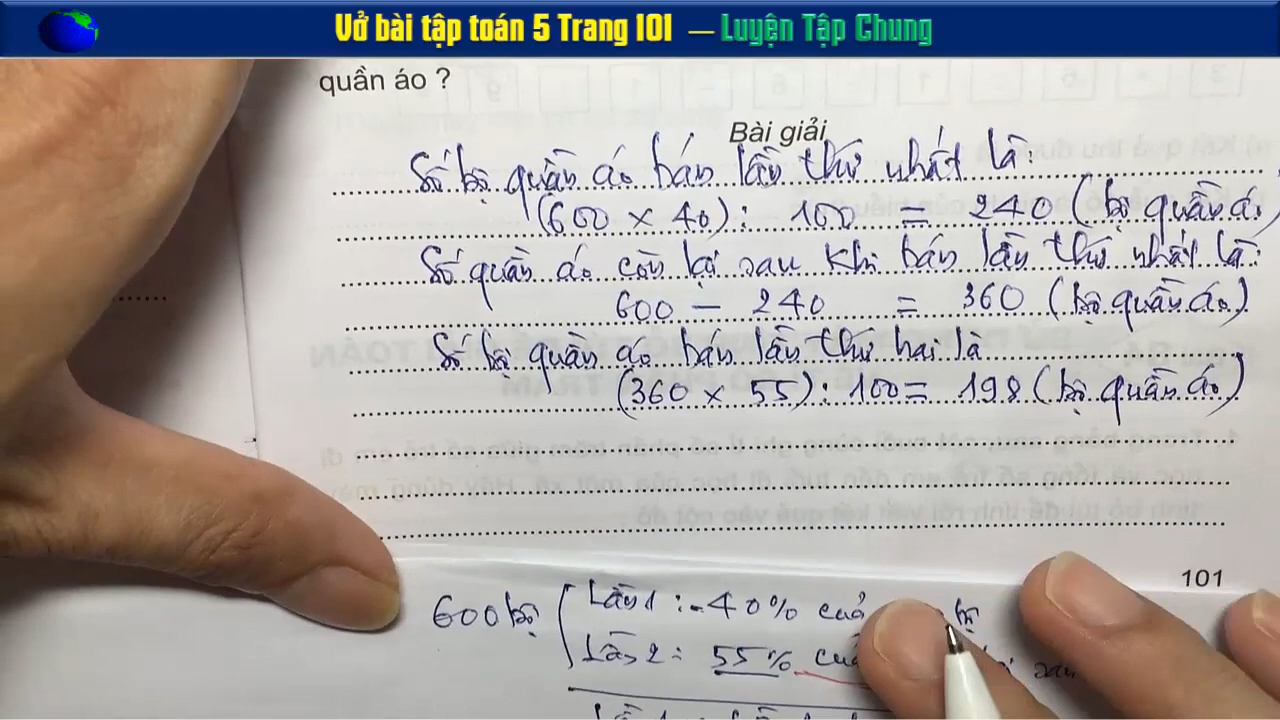 Vở bài tập toán 5 Trang 101 — Luyện Tập Chung
quần áo ?
Bài giải
Số bộ quần áo bán lần thứ nhất là:
(600 × 40) : 100 = 240 (bộ quần áo)
Số quần áo còn lại sau khi bán lần thứ nhất là:
600 - 240 = 360 (bộ quần áo)
Số bộ quần áo bán lần thứ hai là
(360 × 55) : 100 = 198 (bộ quần áo)
101
600 bộ
Lần 1 : 40% của bộ
Lần 2 : 55% của sau